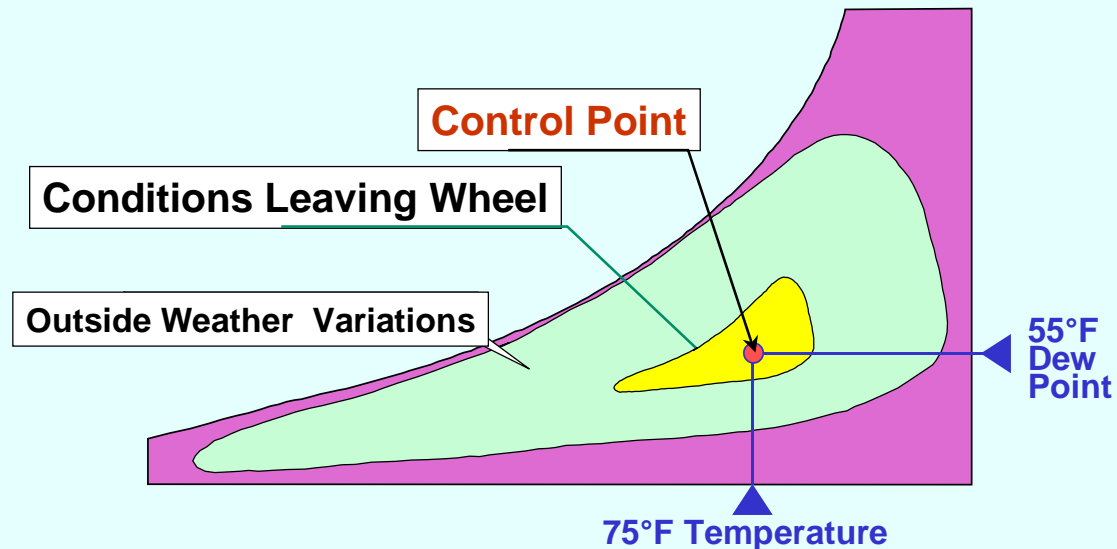 Control Point
Conditions Leaving Wheel
Outside Weather Variations
55°F
Dew
Point
75°F Temperature